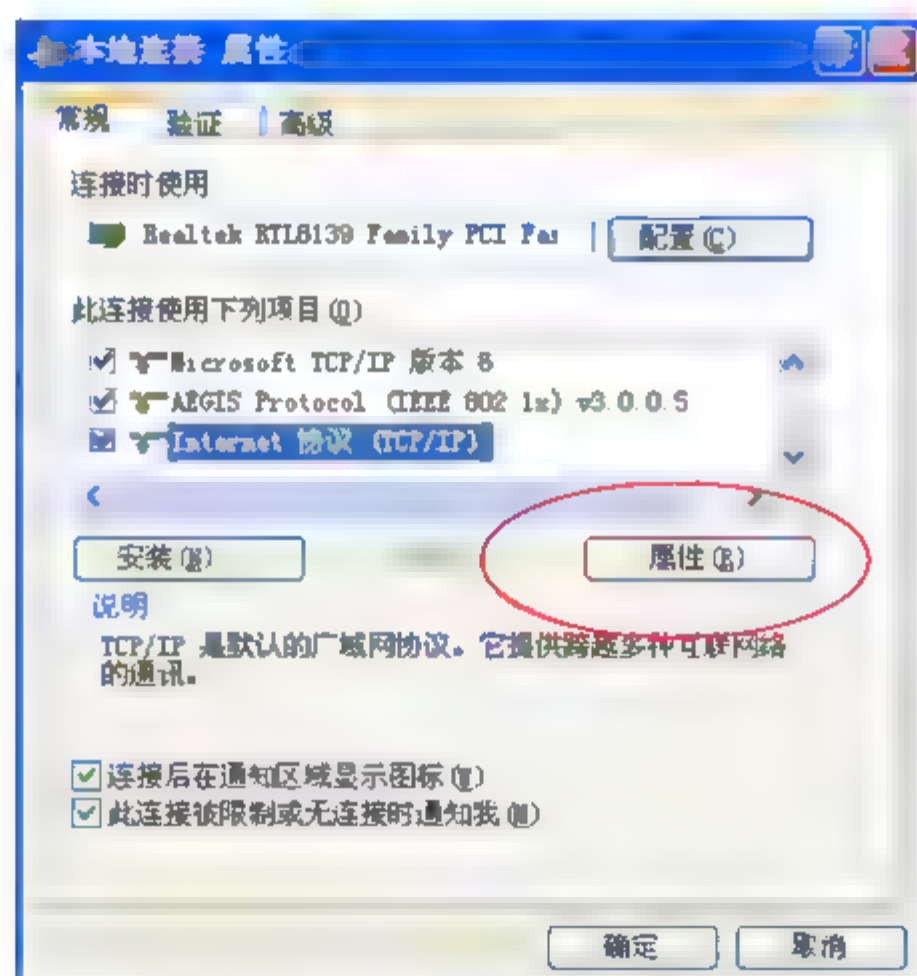 本地连接 属性
常规 验证 高级
连接时使用
Realtek RTL8139 Family PCI Fas 配置(C)
此连接使用下列项目(O)
Microsoft TCP/IP 版本 6
AEGIS Protocol (IEEE 802 1x) v3.0.0.5
Internet 协议 (TCP/IP)
安装(N) 属性(R)
说明
TCP/IP 是默认的广域网协议。它提供跨越多种互联网络
的通讯。
连接后在通知区域显示图标(W)
此连接被限制或无连接时通知我(M)
确定 取消